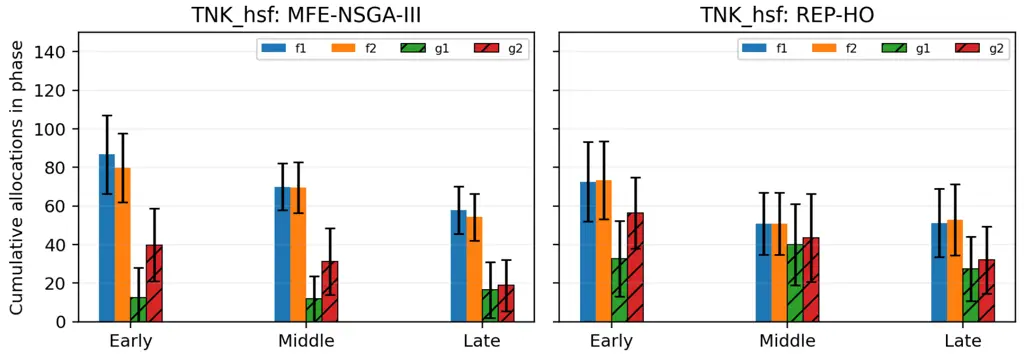 TNK_hsf: MFE-NSGA-III
Cumulative allocations in phase
140
120
100
80
60
40
20
0
f1 f2 g1 g2
Early Middle Late
TNK_hsf: REP-HO
f1 f2 g1 g2
Early Middle Late